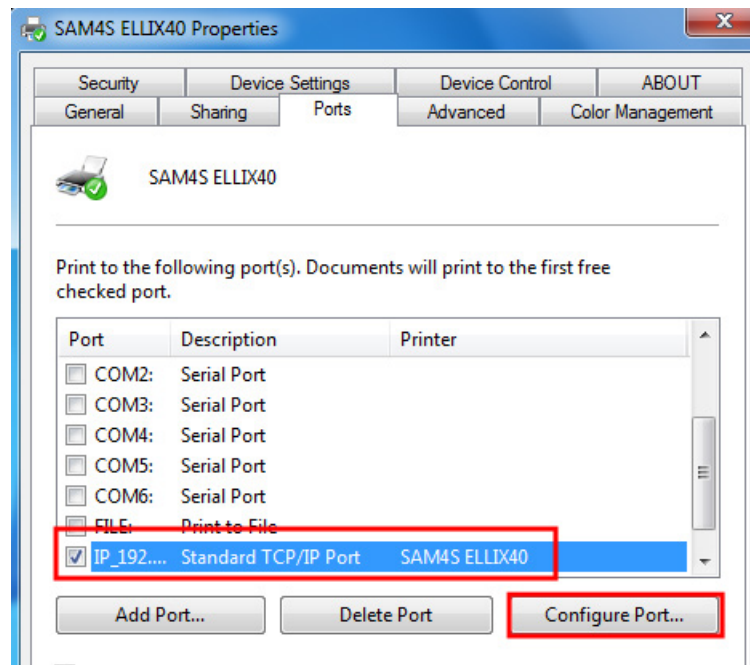 SAM4S ELLIX40 Properties
Security Device Settings Device Control ABOUT
General Sharing Ports Advanced Color Management
SAM4S ELLIX40
Print to the following port(s). Documents will print to the first free
checked port.
Port Description Printer
COM2: Serial Port
COM3: Serial Port
COM4: Serial Port
COM5: Serial Port
COM6: Serial Port
FILE: Print to File
IP_192.... Standard TCP/IP Port SAM4S ELLIX40
Add Port... Delete Port Configure Port...